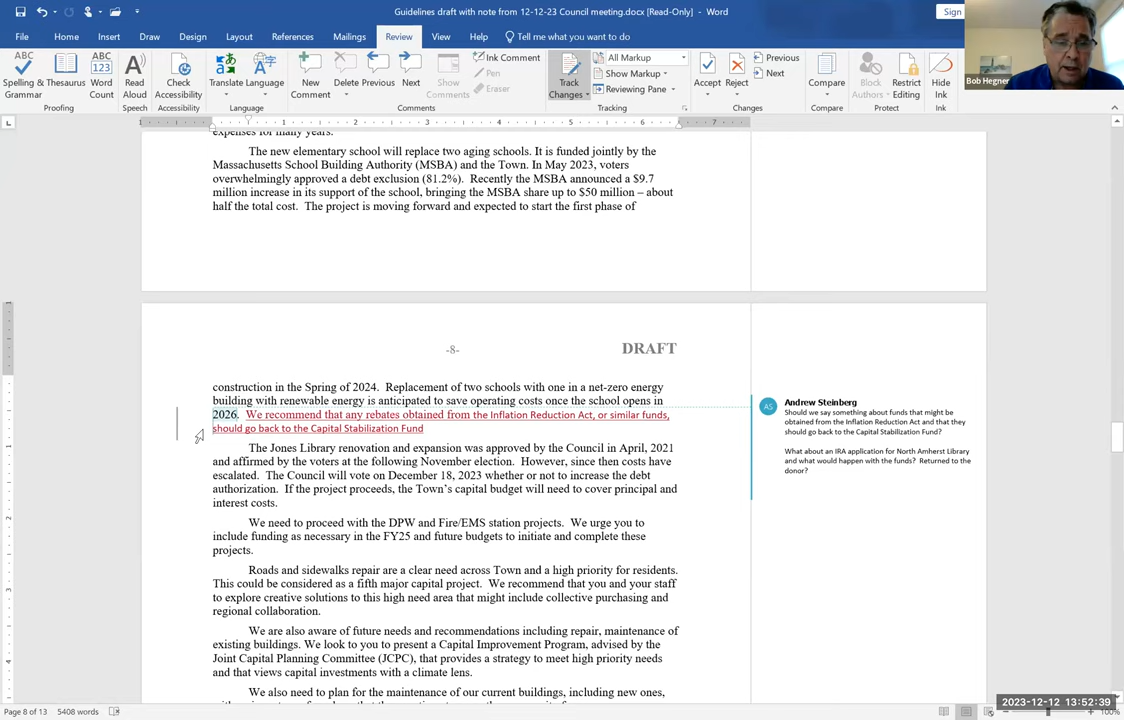 Guidelines draft with note from 12-12-23 Council meeting.docx [Read-Only] - Word
Sign
File Home Insert Draw Design Layout References Mailings Review View Help Tell me what you want to do
Bob Hegner
ABC
Spelling & Grammar
Thesaurus
ABC 123
Word Count
Proofing
Read Aloud
Speech
Check Accessibility
Accessibility
Translate
Language
Language
New Comment
Delete
Previous
Next
Show Comments
Ink Comment
Pen
Eraser
Comments
Track Changes
All Markup
Show Markup
Reviewing Pane
Tracking
Accept
Reject
Previous
Next
Changes
Compare
Compare
Block Authors
Restrict Editing
Protect
Hide Ink
Ink
L
1 1 2 3 4 5 6 7
expenses for many years.
The new elementary school will replace two aging schools. It is funded jointly by the
Massachusetts School Building Authority (MSBA) and the Town. In May 2023, voters
overwhelmingly approved a debt exclusion (81.2%). Recently the MSBA announced a $9.7
million increase in its support of the school, bringing the MSBA share up to $50 million – about
half the total cost. The project is moving forward and expected to start the first phase of
-8- DRAFT
construction in the Spring of 2024. Replacement of two schools with one in a net-zero energy
building with renewable energy is anticipated to save operating costs once the school opens in
2026. We recommend that any rebates obtained from the Inflation Reduction Act, or similar funds,
should go back to the Capital Stabilization Fund
The Jones Library renovation and expansion was approved by the Council in April, 2021
and affirmed by the voters at the following November election. However, since then costs have
escalated. The Council will vote on December 18, 2023 whether or not to increase the debt
authorization. If the project proceeds, the Town's capital budget will need to cover principal and
interest costs.
We need to proceed with the DPW and Fire/EMS station projects. We urge you to
include funding as necessary in the FY25 and future budgets to initiate and complete these
projects.
Roads and sidewalks repair are a clear need across Town and a high priority for residents.
This could be considered as a fifth major capital project. We recommend that you and your staff
to explore creative solutions to this high need area that might include collective purchasing and
regional collaboration.
We are also aware of future needs and recommendations including repair, maintenance of
existing buildings. We look to you to present a Capital Improvement Program, advised by the
Joint Capital Planning Committee (JCPC), that provides a strategy to meet high priority needs
and that views capital investments with a climate lens.
We also need to plan for the maintenance of our current buildings, including new ones,
AS
Andrew Steinberg
Should we say something about funds that might be
obtained from the Inflation Reduction Act and that they
should go back to the Capital Stabilization Fund?
What about an IRA application for North Amherst Library
and what would happen with the funds? Returned to the
donor?
1
1
2
3
4
Page 8 of 13 5408 words
2023-12-12 13:52:39
100%